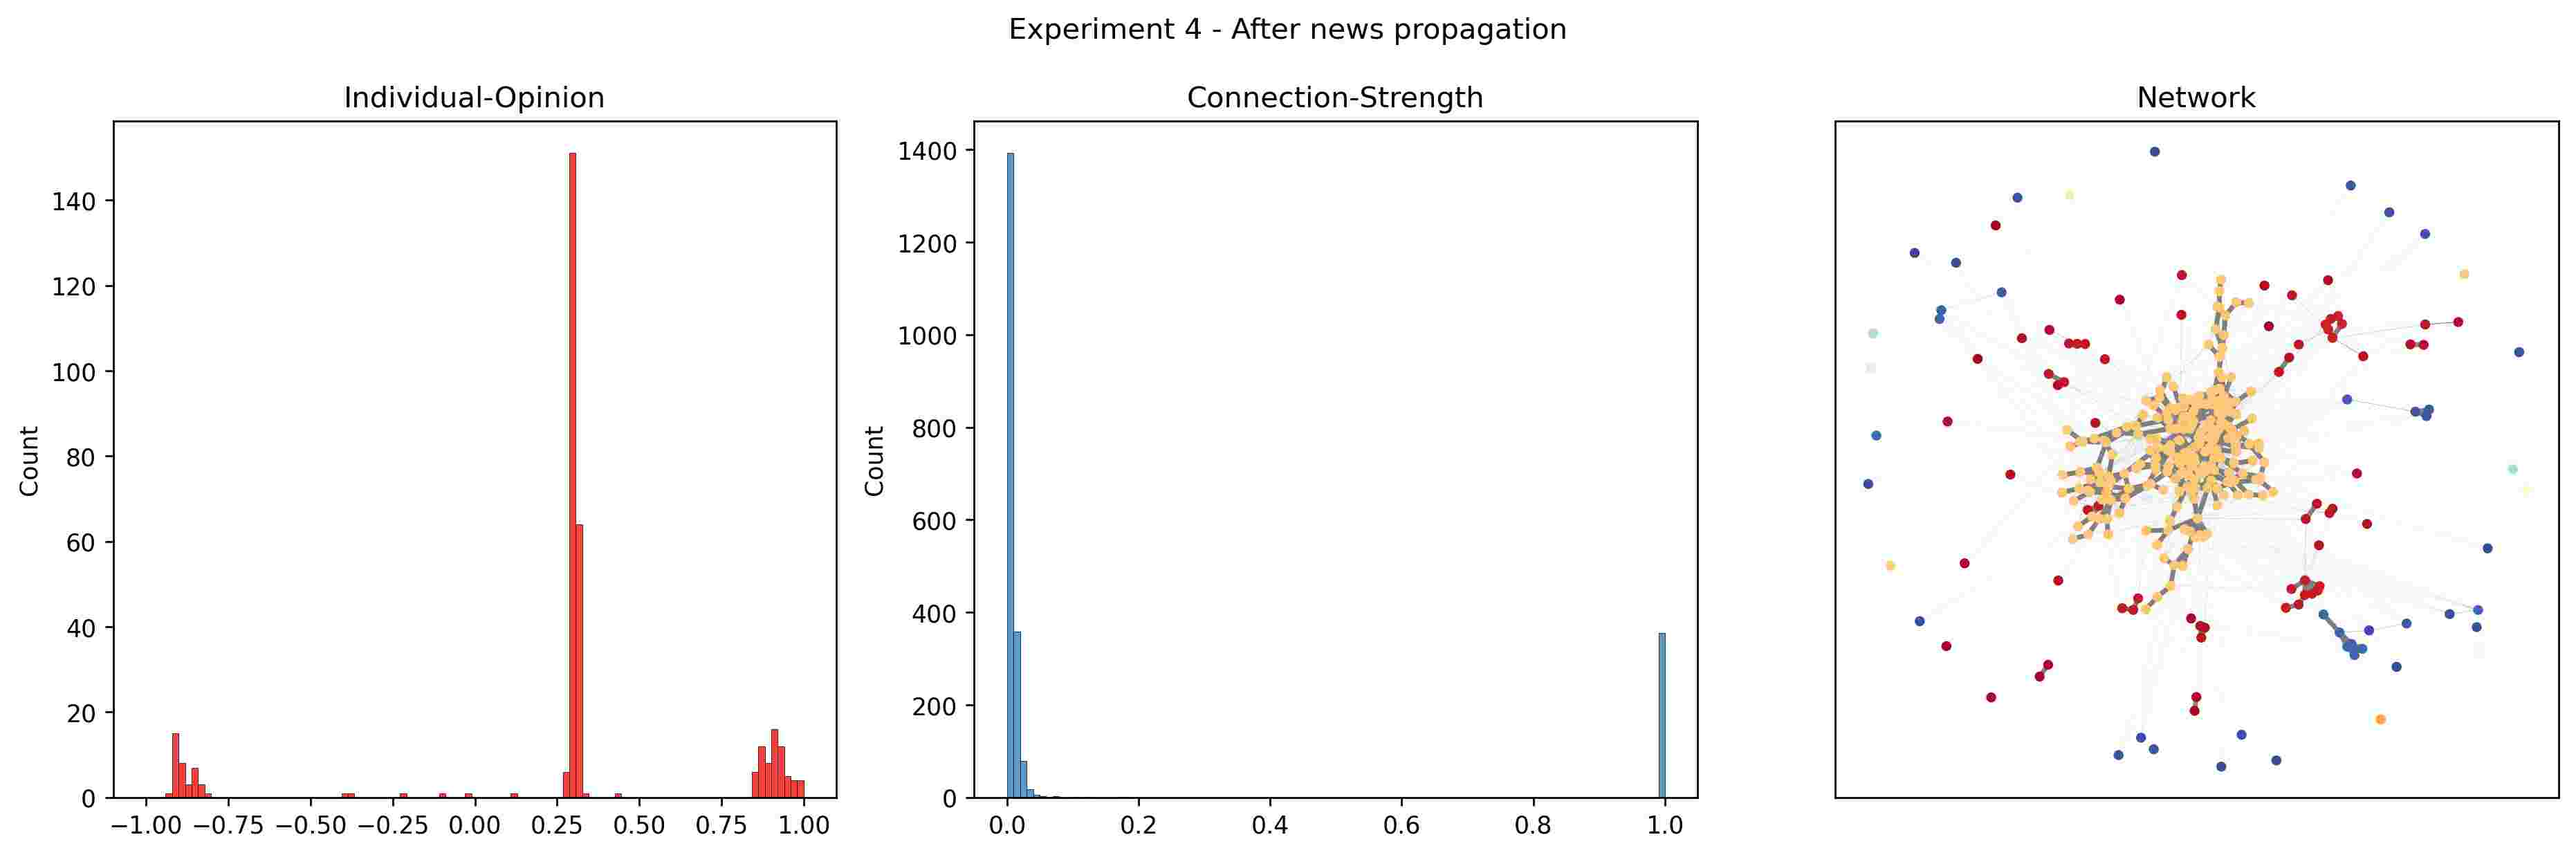 Experiment 4 - After news propagation
Individual-Opinion
Count
140
120
100
80
60
40
20
0
−1.00 −0.75 −0.50 −0.25 0.00 0.25 0.50 0.75 1.00
Connection-Strength
Count
1400
1200
1000
800
600
400
200
0
0.0 0.2 0.4 0.6 0.8 1.0
Network